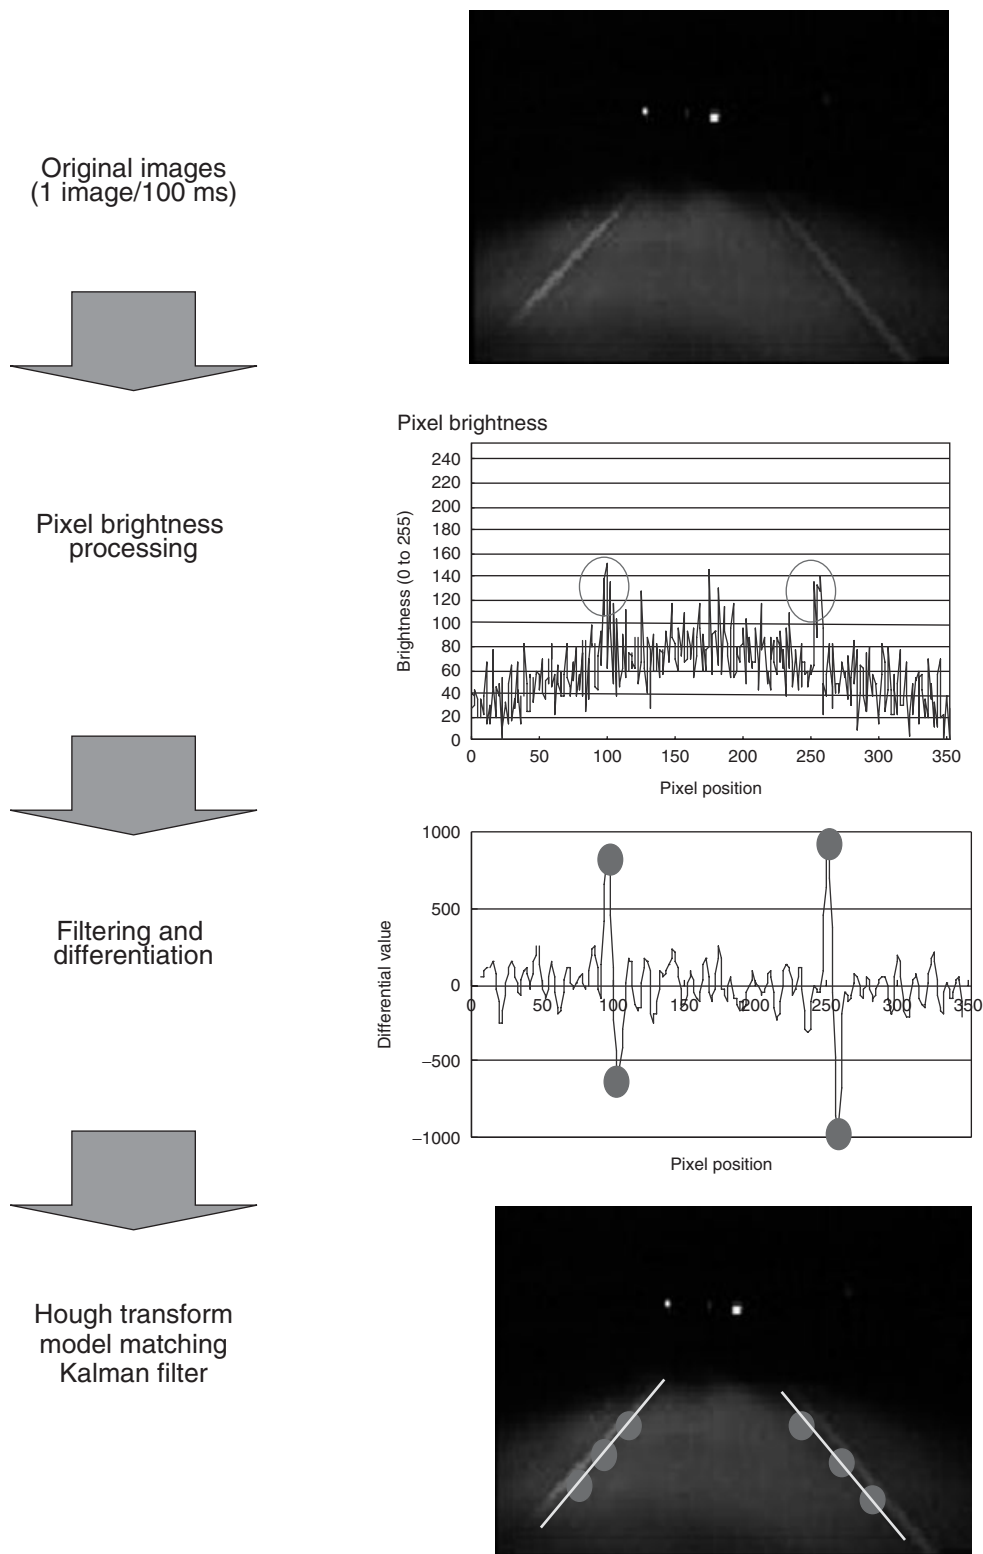 Original images
(1 image/100 ms)
Pixel brightness
processing
Pixel brightness
Brightness (0 to 255)
240
220
200
180
160
140
120
100
80
60
40
20
0
0 50 100 150 200 250 300 350
Pixel position
Filtering and
differentiation
Differential value
1000
500
0
−500
−1000
0 50 100 150 200 250 300 350
Pixel position
Hough transform
model matching
Kalman filter